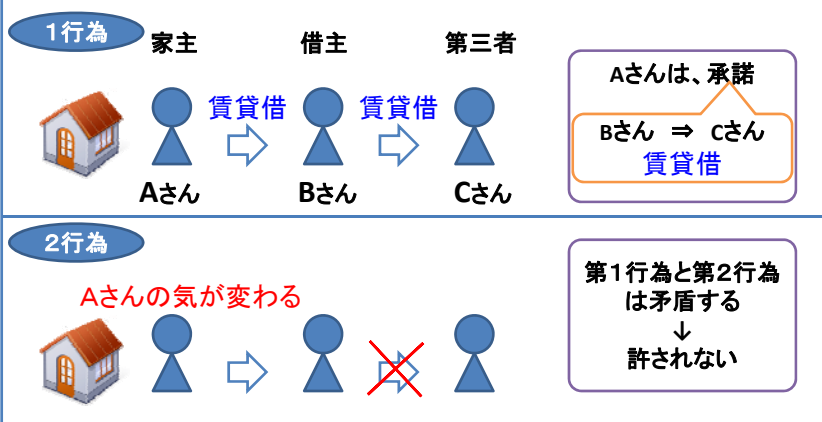 1行為
家主
借主
第三者
賃貸借
賃貸借
Aさん
Bさん
Cさん
Aさんは、承諾
Bさん ⇒ Cさん
賃貸借
2行為
Aさんの気が変わる
第1行為と第2行為
は矛盾する
↓
許されない